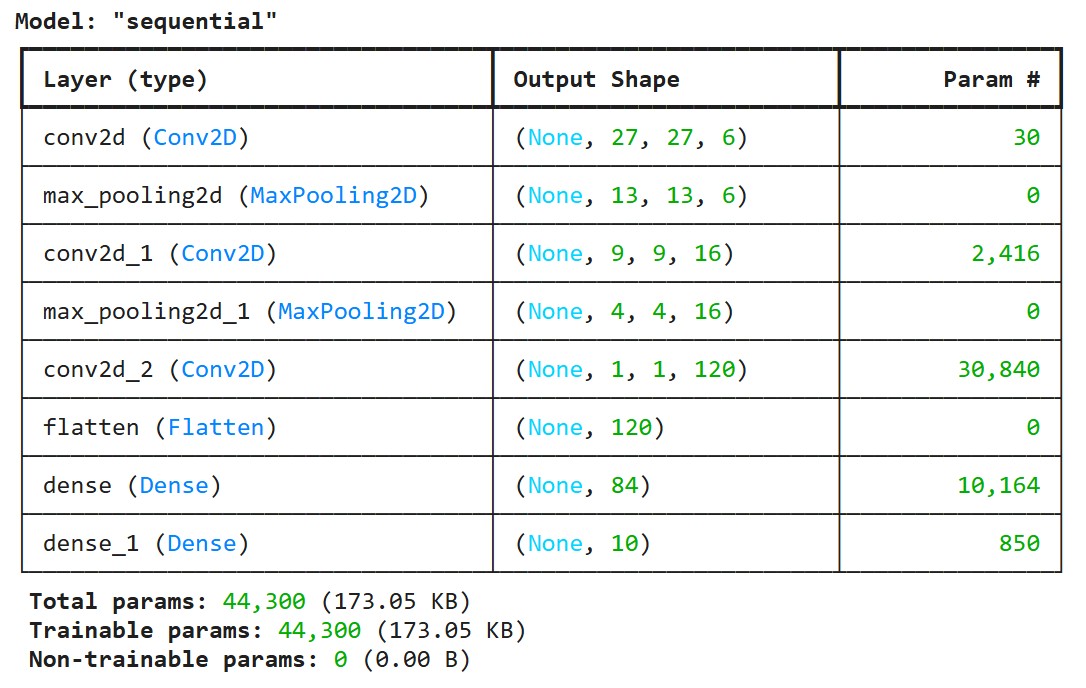 Model: "sequential"
Layer (type) Output Shape Param #
conv2d (Conv2D) (None, 27, 27, 6) 30
max_pooling2d (MaxPooling2D) (None, 13, 13, 6) 0
conv2d_1 (Conv2D) (None, 9, 9, 16) 2,416
max_pooling2d_1 (MaxPooling2D) (None, 4, 4, 16) 0
conv2d_2 (Conv2D) (None, 1, 1, 120) 30,840
flatten (Flatten) (None, 120) 0
dense (Dense) (None, 84) 10,164
dense_1 (Dense) (None, 10) 850
Total params: 44,300 (173.05 KB)
Trainable params: 44,300 (173.05 KB)
Non-trainable params: 0 (0.00 B)